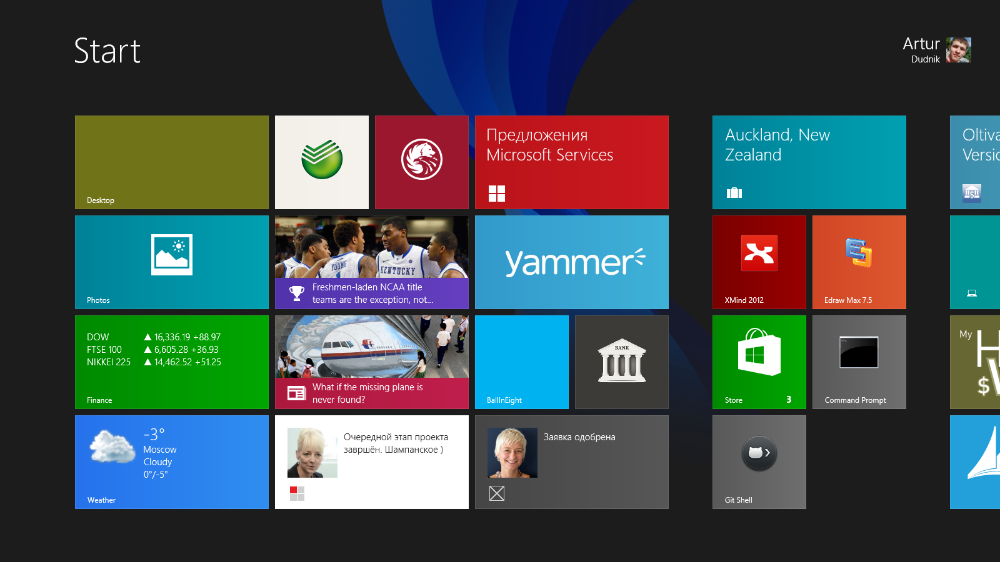 Start
Artur
Dudnik
Desktop
Предложения
Microsoft Services
Auckland, New
Zealand
Oltiva
Versio
Photos
YOUNG
1
KENTUCKY
Freshmen-laden NCAA title
teams are the exception, not...
yammer
XMind 2012
Edraw Max 7.5
DOW ▲ 16,336.19 +88.97
FTSE 100 ▲ 6,605.28 +36.93
NIKKEI 225 ▲ 14,462.52 +51.25
Finance
What if the missing plane is
never found?
BallInEight
BANK
Store 3
Command Prompt
My
H
$
-3°
Moscow
Cloudy
0°/-5°
Weather
Очередной этап проекта
завршён. Шампанское )
Заявка одобрена
Git Shell